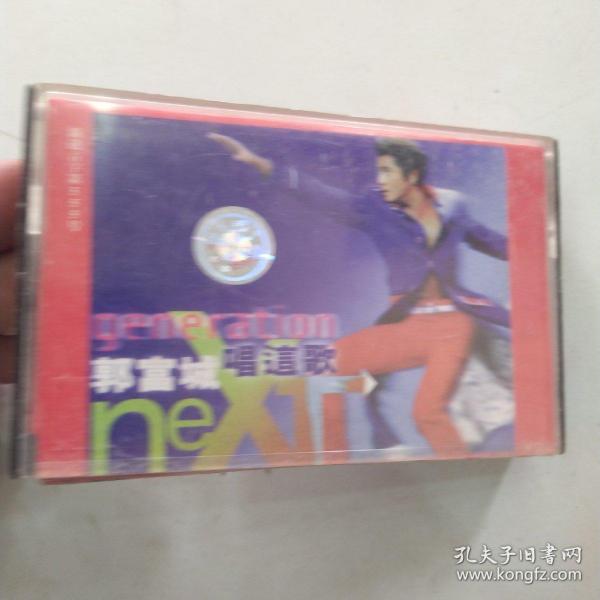 generation
郭富城 唱這歌
neXT
孔夫子旧书网
www.kongfz.com